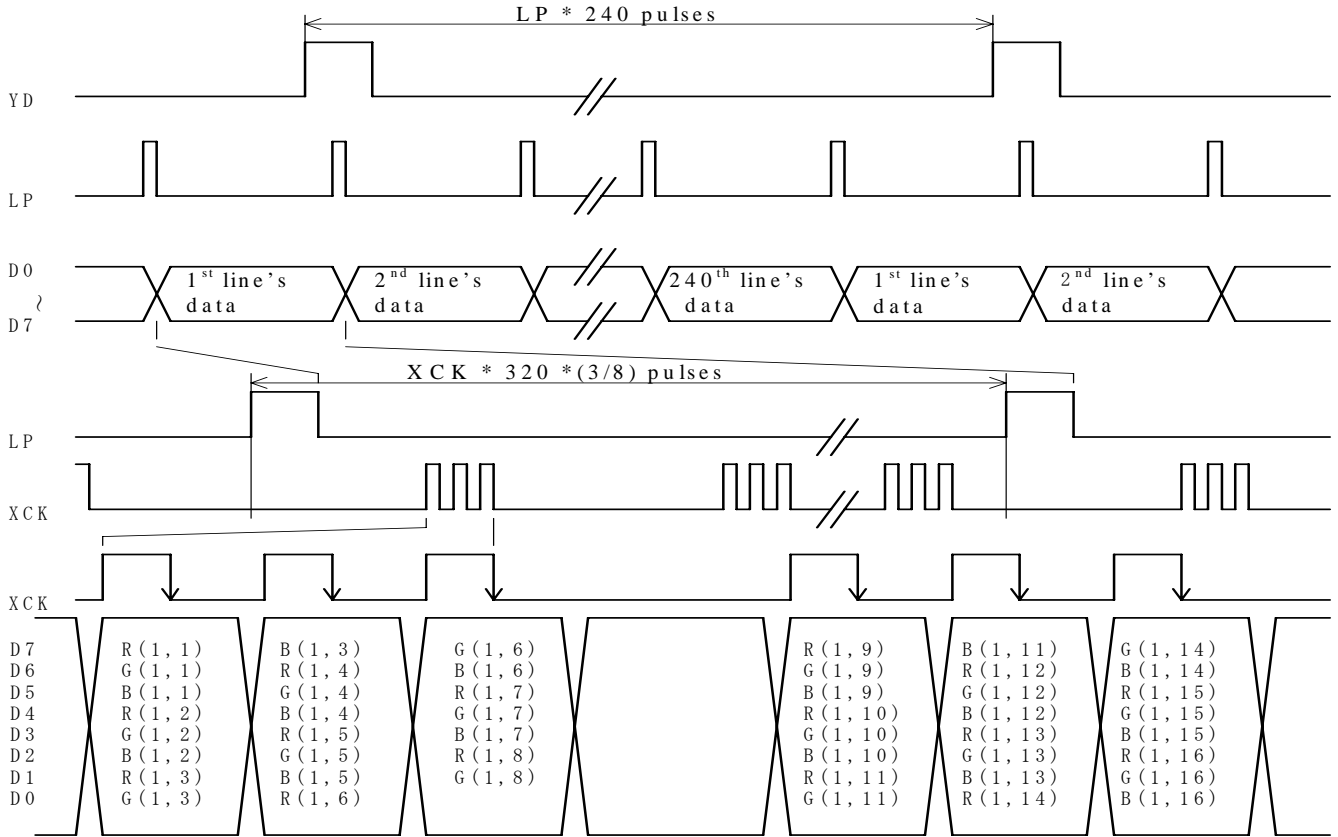 LP * 240 pulses
YD
LP
D0 ~ D7
1st line's data
2nd line's data
240th line's data
1st line's data
2nd line's data
XCK * 320 *(3/8) pulses
LP
XCK
XCK
D7 R(1,1) B(1,3) G(1,6) R(1,9) B(1,11) G(1,14)
D6 G(1,1) R(1,4) B(1,6) G(1,9) R(1,12) B(1,14)
D5 B(1,1) G(1,4) R(1,7) B(1,9) G(1,12) R(1,15)
D4 R(1,2) B(1,4) G(1,7) R(1,10) B(1,12) G(1,15)
D3 G(1,2) R(1,5) B(1,7) G(1,10) R(1,13) B(1,15)
D2 B(1,2) G(1,5) R(1,8) B(1,10) G(1,13) R(1,16)
D1 R(1,3) B(1,5) G(1,8) R(1,11) B(1,13) G(1,16)
D0 G(1,3) R(1,6) G(1,11) R(1,14) B(1,16)